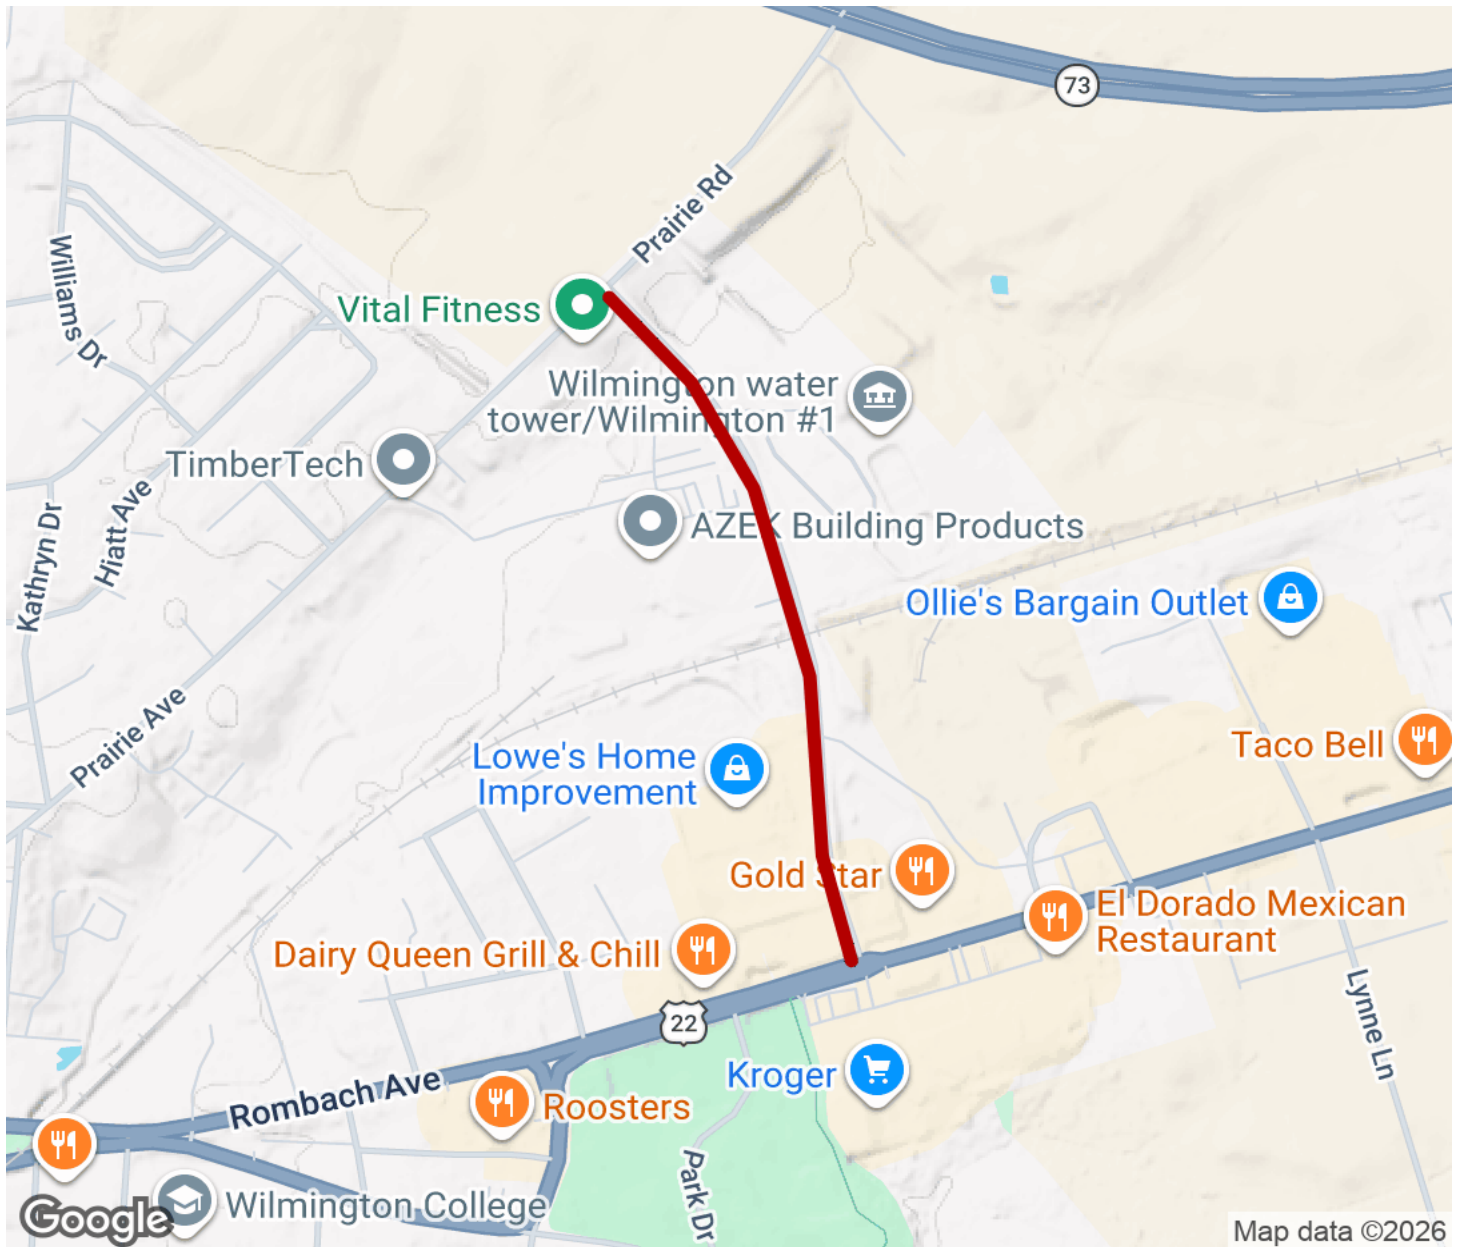 73
Prairie Rd
Williams Dr
Vital Fitness
Wilmington water
tower/Wilmington #1
TimberTech
Kathryn Dr
Hiatt Ave
AZEK Building Products
Ollie's Bargain Outlet
Prairie Ave
Taco Bell
Lowe's Home
Improvement
Gold Star
El Dorado Mexican
Restaurant
Dairy Queen Grill & Chill
22
Lynne Ln
Kroger
Rombach Ave
Roosters
Park Dr
Wilmington College
Google
Map data ©2026